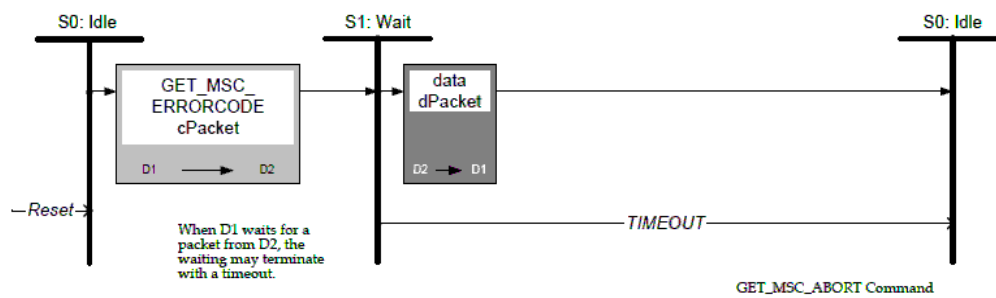 S0: Idle
S1: Wait
S0: Idle
GET_MSC_
ERRORCODE
cPacket
D1
D2
data
dPacket
D2
D1
Reset
When D1 waits for a
packet from D2, the
waiting may terminate
with a timeout.
TIMEOUT
GET_MSC_ABORT Command